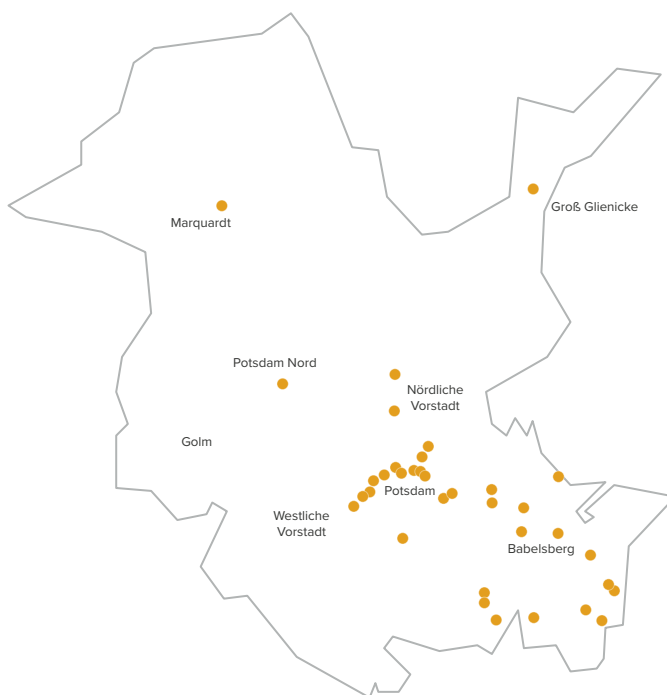 Groß Glienicke
Marquardt
Potsdam Nord
Nördliche
Vorstadt
Golm
Potsdam
Westliche
Vorstadt
Babelsberg